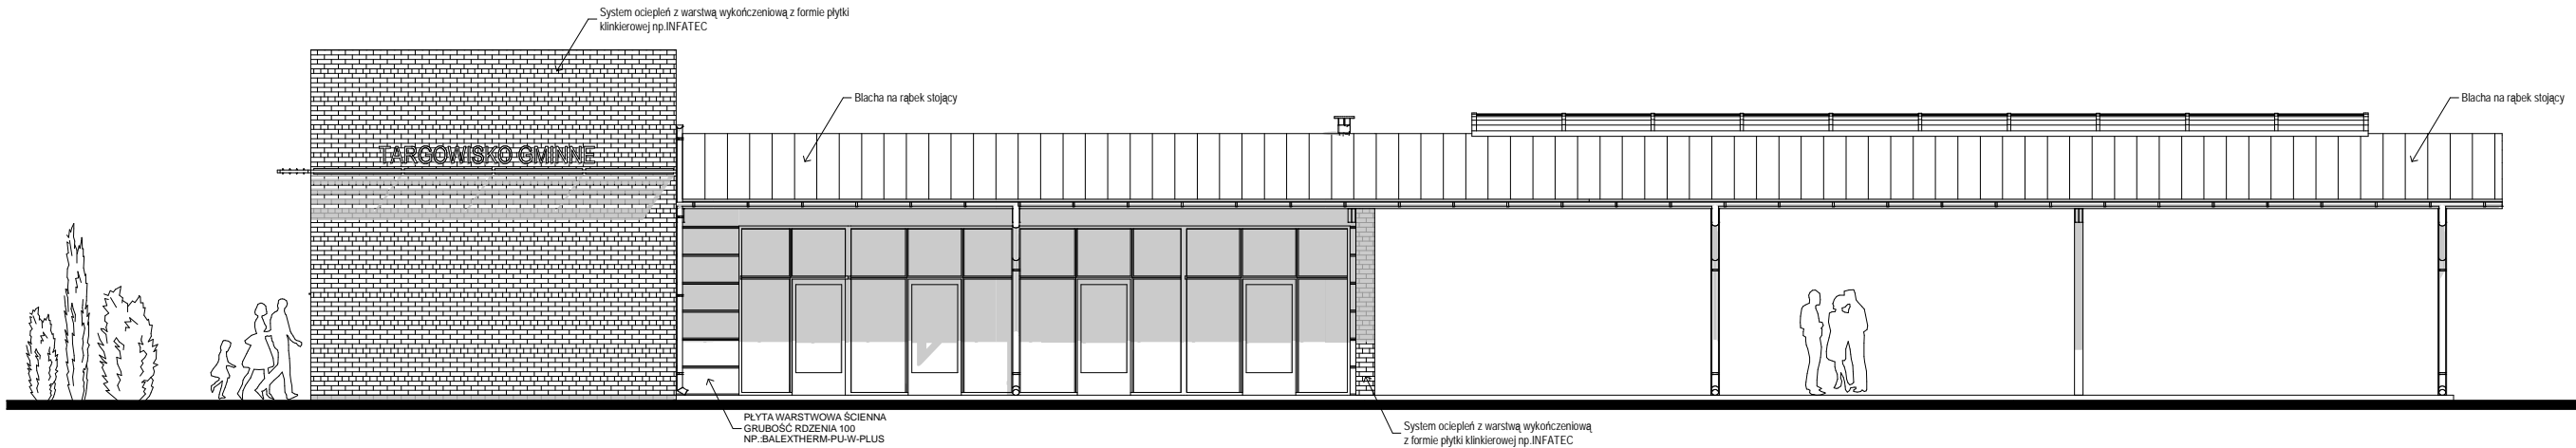 System ociepleń z warstwą wykończeniową z formie płytki
klinkierowej np.INFATEC
Blacha na rąbek stojący
Blacha na rąbek stojący
TARGOWISKO GMINNE
PŁYTA WARSTWOWA ŚCIENNA
GRUBOŚĆ RDZENIA 100
NP.:BALEXTHERM-PU-W-PLUS
System ociepleń z warstwą wykończeniową
z formie płytki klinkierowej np.INFATEC